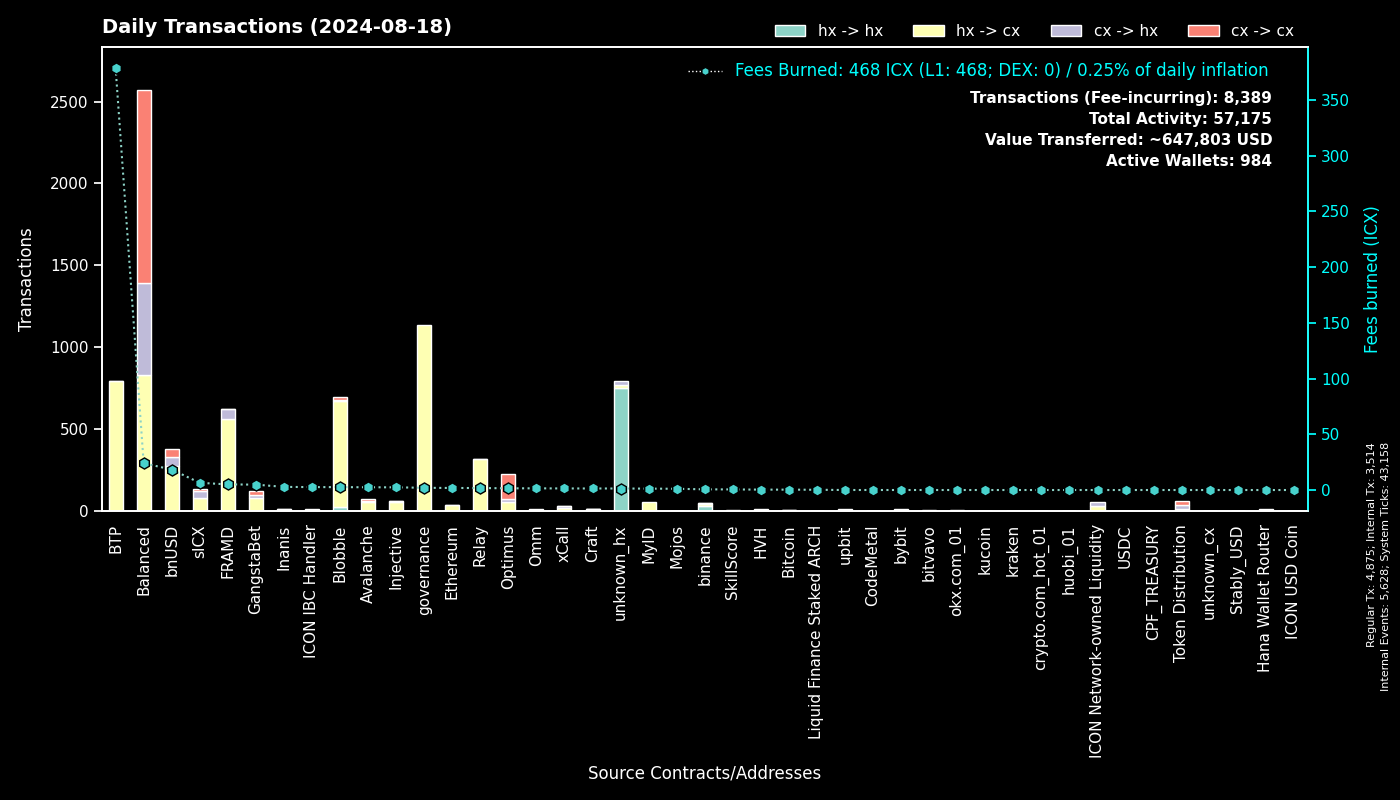 Daily Transactions (2024-08-18)
hx -> hx
hx -> cx
cx -> hx
cx -> cx
Fees Burned: 468 ICX (L1: 468; DEX: 0) / 0.25% of daily inflation
Transactions (Fee-incurring): 8,389
Total Activity: 57,175
Value Transferred: ~647,803 USD
Active Wallets: 984
Transactions
2500
2000
1500
1000
500
0
350
300
250
200
150
100
50
0
Fees burned (ICX)
BTP
Balanced
bnUSD
sICX
FRAMD
GangstaBet
Inanis
ICON IBC Handler
Blobble
Avalanche
Injective
governance
Ethereum
Relay
Optimus
Omm
xCall
Craft
unknown_hx
MyID
Mojos
binance
SkillScore
HVH
Bitcoin
Liquid Finance Staked ARCH
upbit
CodeMetal
bybit
bitvavo
okx.com_01
kucoin
kraken
crypto.com_hot_01
huobi_01
ICON Network-owned Liquidity
USDC
CPF_TREASURY
Token Distribution
unknown_cx
Stably_USD
Hana Wallet Router
ICON USD Coin
Source Contracts/Addresses
Regular Tx: 4,875; Internal Tx: 3,514
Internal Events: 5,628; System Ticks: 43,158